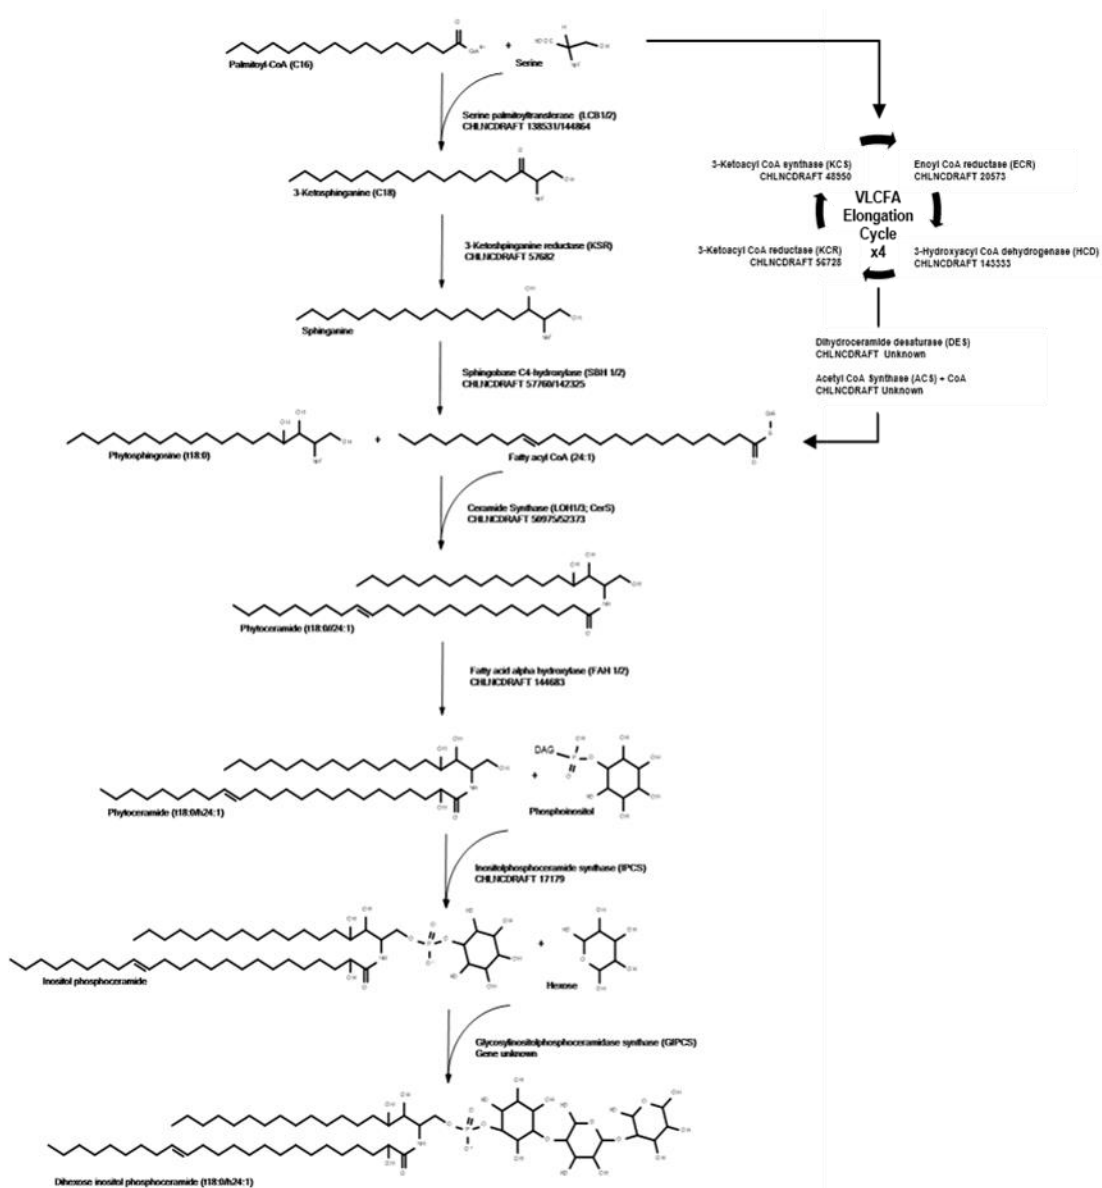 Palmitoyl-CoA (C16)
+
Serine
Serine palmitoyltransferase (LCB1/2)
CHLNCDRAFT 138531/144864
3-Ketosphinganine (C18)
3-Ketoshpinganine reductase (KSR)
CHLNCDRAFT 57682
Sphinganine
Sphingobase C4-hydroxylase (SBH 1/2)
CHLNCDRAFT 57760/142325
3-Ketoacyl CoA synthase (KCS)
CHLNCDRAFT 48950
Enoyl CoA reductase (ECR)
CHLNCDRAFT 20573
VLCFA
Elongation
Cycle
x4
3-Ketoacyl CoA reductase (KCR)
CHLNCDRAFT 56728
3-Hydroxyacyl CoA dehydrogenase (HCD)
CHLNCDRAFT 143333
Dihydroceramide desaturase (DES)
CHLNCDRAFT Unknown
Acetyl CoA Synthase (ACS) + CoA
CHLNCDRAFT Unknown
Phytosphingosine (t18:0)
+
Fatty acyl CoA (24:1)
Ceramide Synthase (LOH1/3; CerS)
CHLNCDRAFT 50975/52373
Phytoceramide (t18:0//24:1)
Fatty acid alpha hydroxylase (FAH 1/2)
CHLNCDRAFT 144683
Phytoceramide (t18:0/h24:1)
+
DAG
Phosphoinositol
Inositolphosphoceramide synthase (IPCS)
CHLNCDRAFT 17179
Inositol phosphoceramide
+
Hexose
Glycosylinositolphosphoceramidase synthase (GIPCS)
Gene unknown
Dihexose inositol phosphoceramide (t18:0/h24:1)